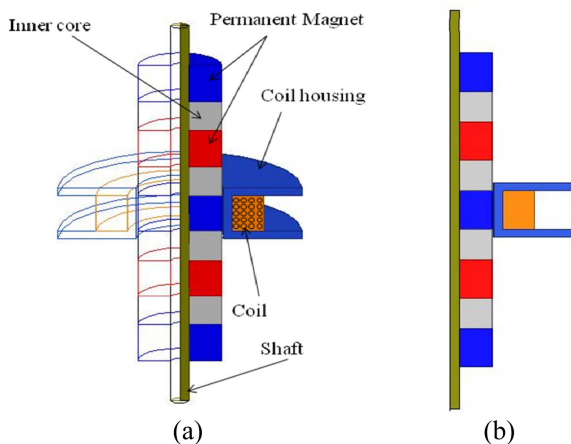 Inner core
Permanent Magnet
Coil housing
Coil
Shaft
(a)
(b)